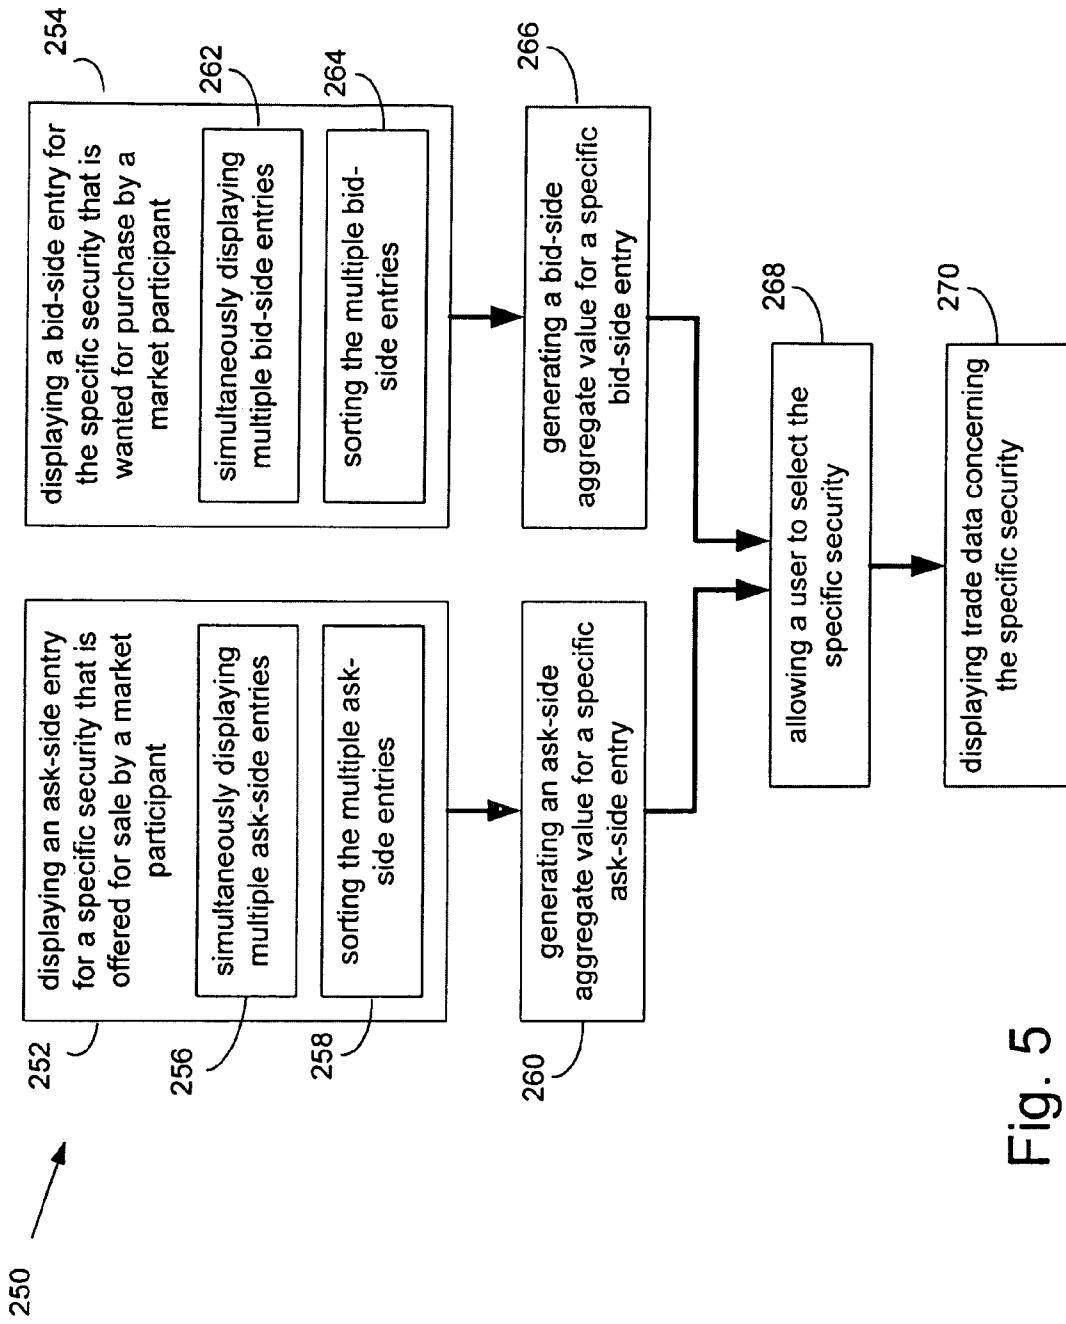 250
252
displaying an ask-side entry
for a specific security that is
offered for sale by a market
participant
256
simultaneously displaying
multiple ask-side entries
258
sorting the multiple ask-
side entries
260
generating an ask-side
aggregate value for a specific
ask-side entry
254
displaying a bid-side entry for
the specific security that is
wanted for purchase by a
market participant
262
simultaneously displaying
multiple bid-side entries
264
sorting the multiple bid-
side entries
266
generating a bid-side
aggregate value for a specific
bid-side entry
268
allowing a user to select the
specific security
270
displaying trade data concerning
the specific security
Fig. 5